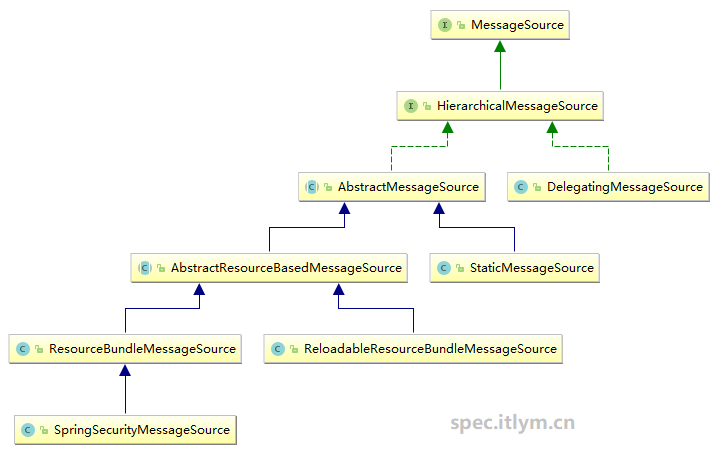 MessageSource
HierarchicalMessageSource
AbstractMessageSource
DelegatingMessageSource
AbstractResourceBasedMessageSource
StaticMessageSource
ResourceBundleMessageSource
ReloadableResourceBundleMessageSource
SpringSecurityMessageSource
spec.itlym.cn